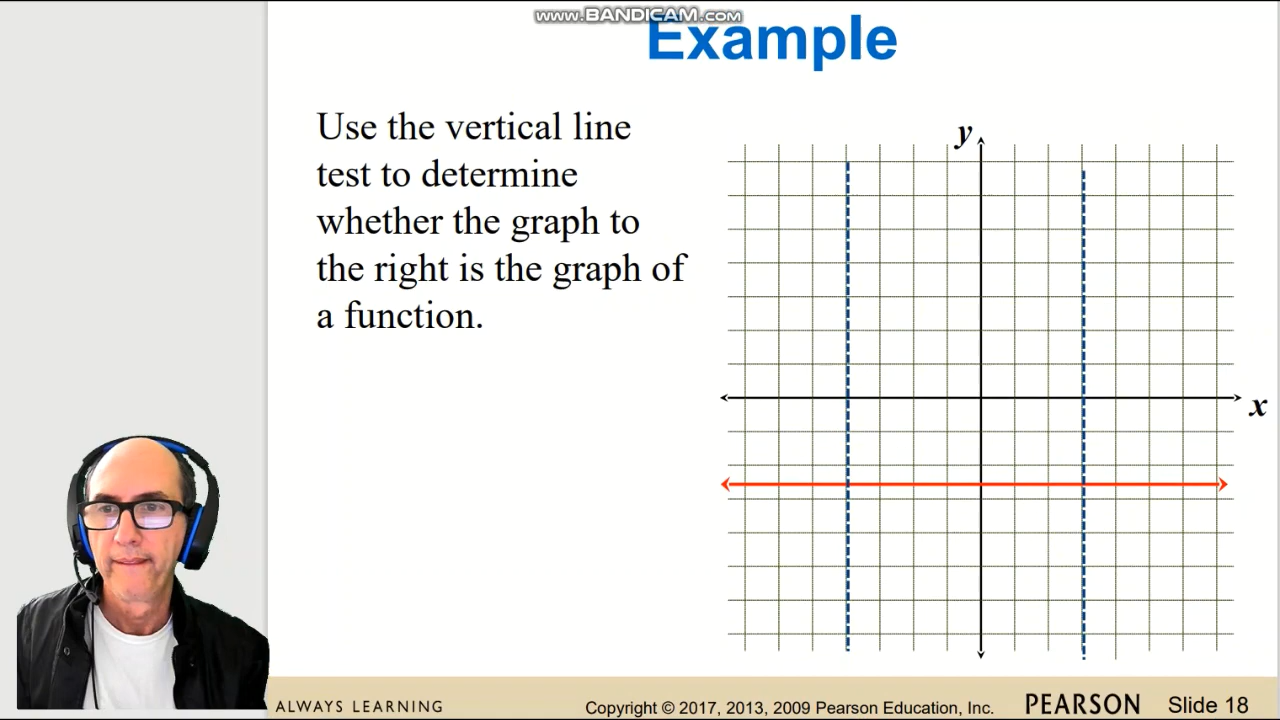 www.BANDICAM.com
Example
Use the vertical line
test to determine
whether the graph to
the right is the graph of
a function.
y
x
ALWAYS LEARNING
Copyright © 2017, 2013, 2009 Pearson Education, Inc.
PEARSON
Slide 18